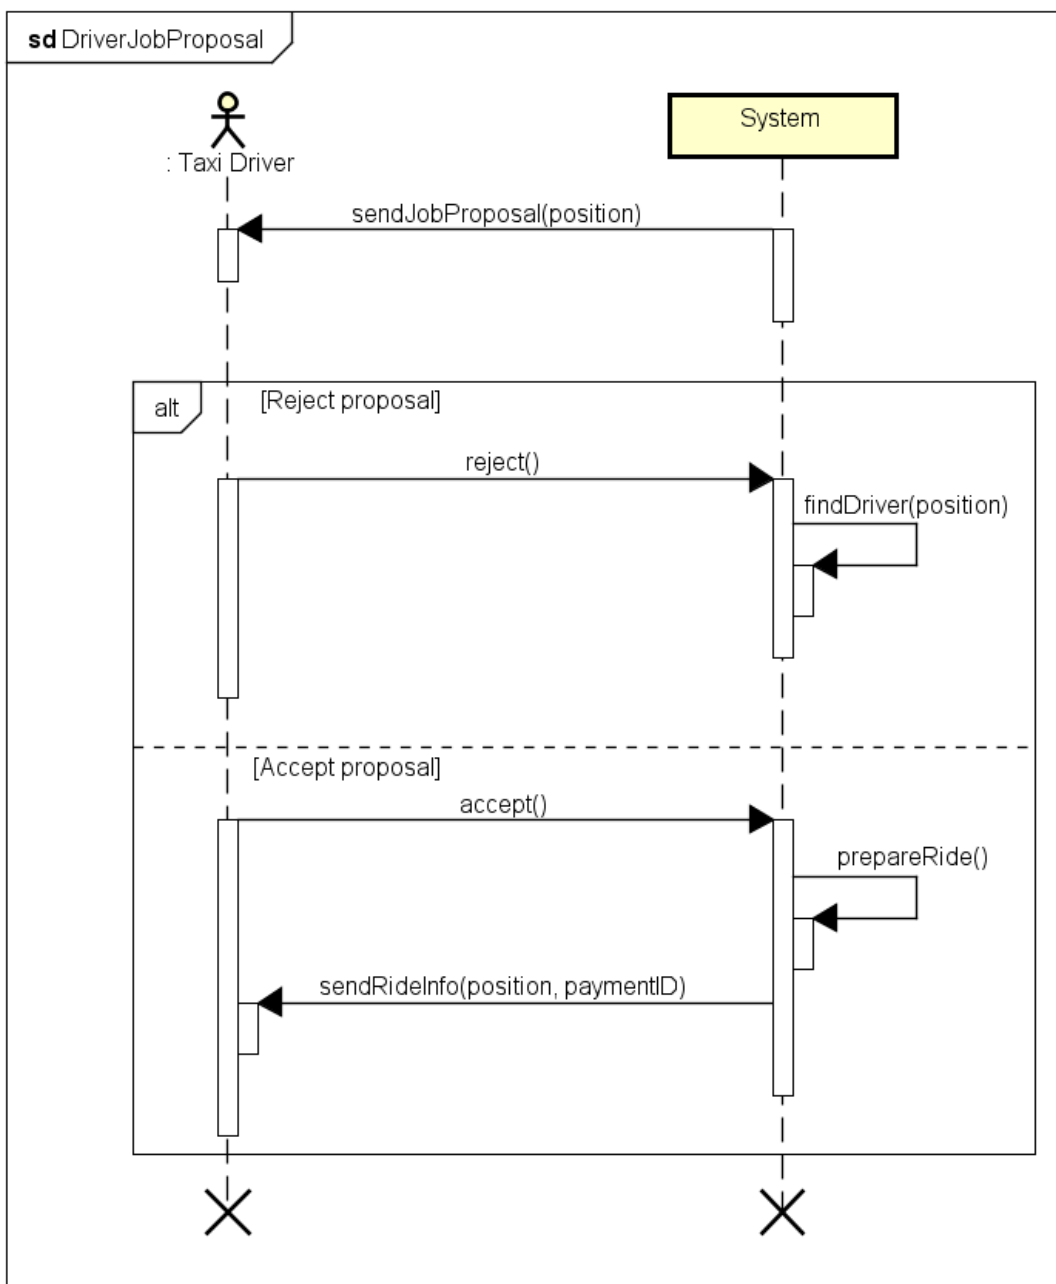 sd DriverJobProposal
: Taxi Driver
System
sendJobProposal(position)
alt
[Reject proposal]
reject()
findDriver(position)
[Accept proposal]
accept()
prepareRide()
sendRideInfo(position, paymentID)